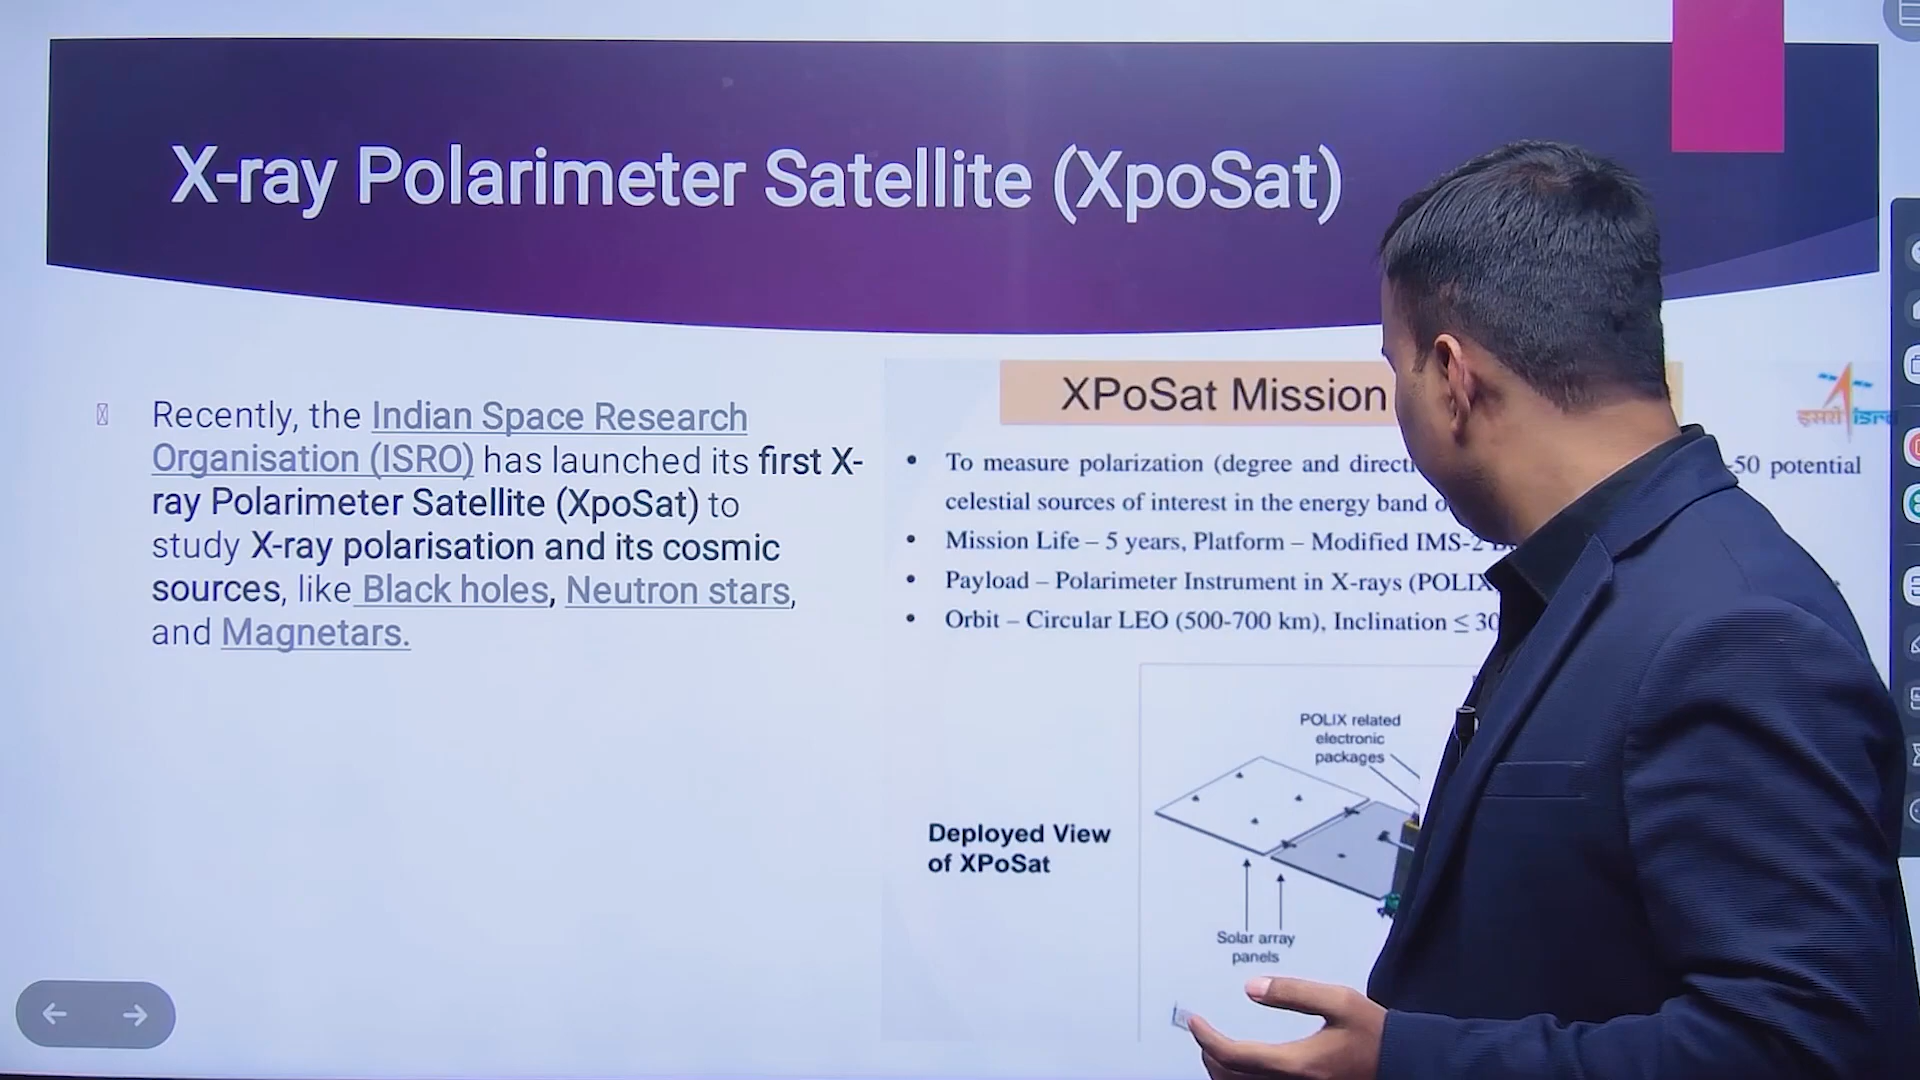 X-ray Polarimeter Satellite (XpoSat)
Recently, the Indian Space Research
Organisation (ISRO) has launched its first X-
ray Polarimeter Satellite (XpoSat) to
study X-ray polarisation and its cosmic
sources, like Black holes, Neutron stars,
and Magnetars.
XPoSat Mission
इसरो isro
• To measure polarization (degree and -50 potential
celestial sources of interest in the energy band
• Mission Life – 5 years, Platform – Modified IMS-2
• Payload – Polarimeter Instrument in X-rays (POLIX
• Orbit – Circular LEO (500-700 km), Inclination ≤ 30
POLIX related
electronic
packages
Deployed View
of XPoSat
Solar array
panels